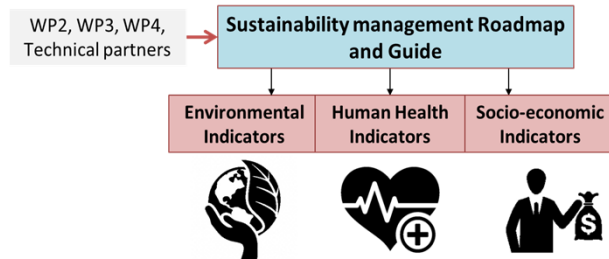 WP2, WP3, WP4,
Technical partners
Sustainability management Roadmap
and Guide
Environmental
Indicators
Human Health
Indicators
Socio-economic
Indicators
$